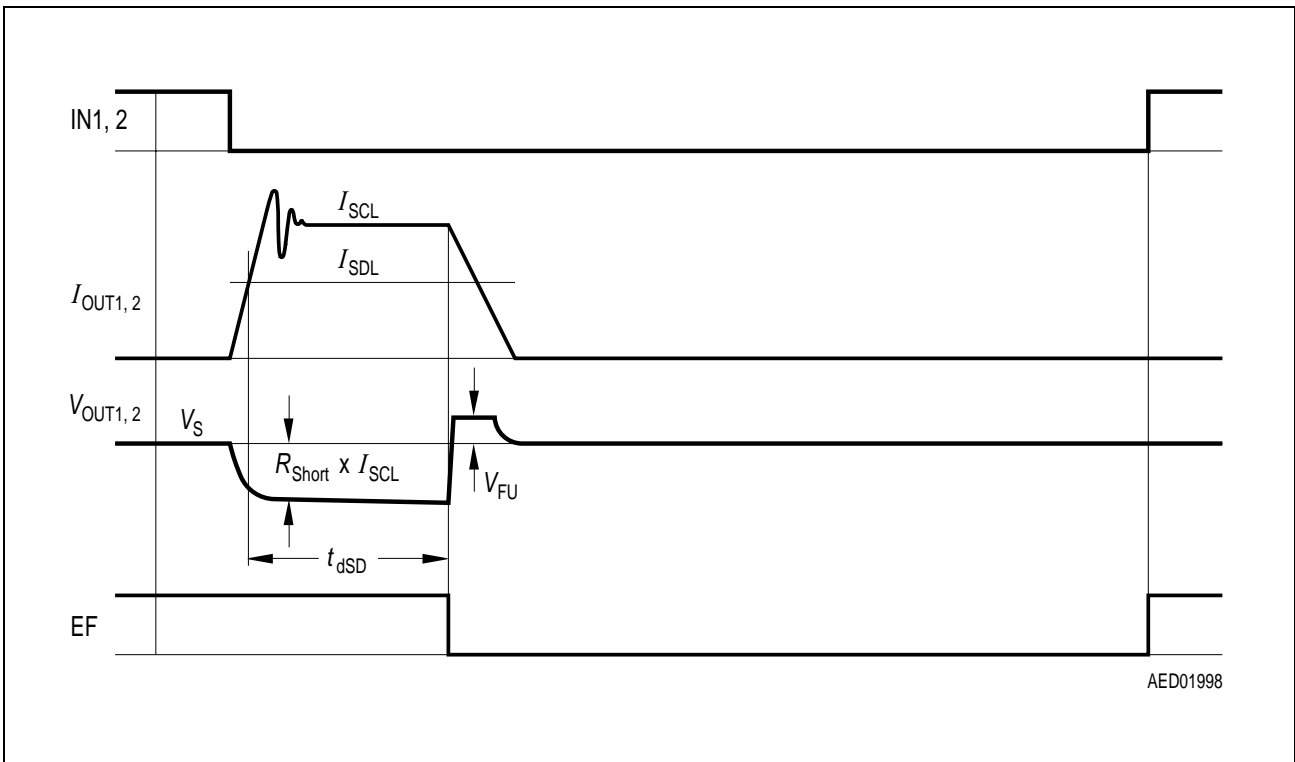 IN1, 2
I_SCL
I_SDL
I_OUT1, 2
V_OUT1, 2
V_S
R_Short x I_SCL
V_FU
t_dSD
EF
AED01998